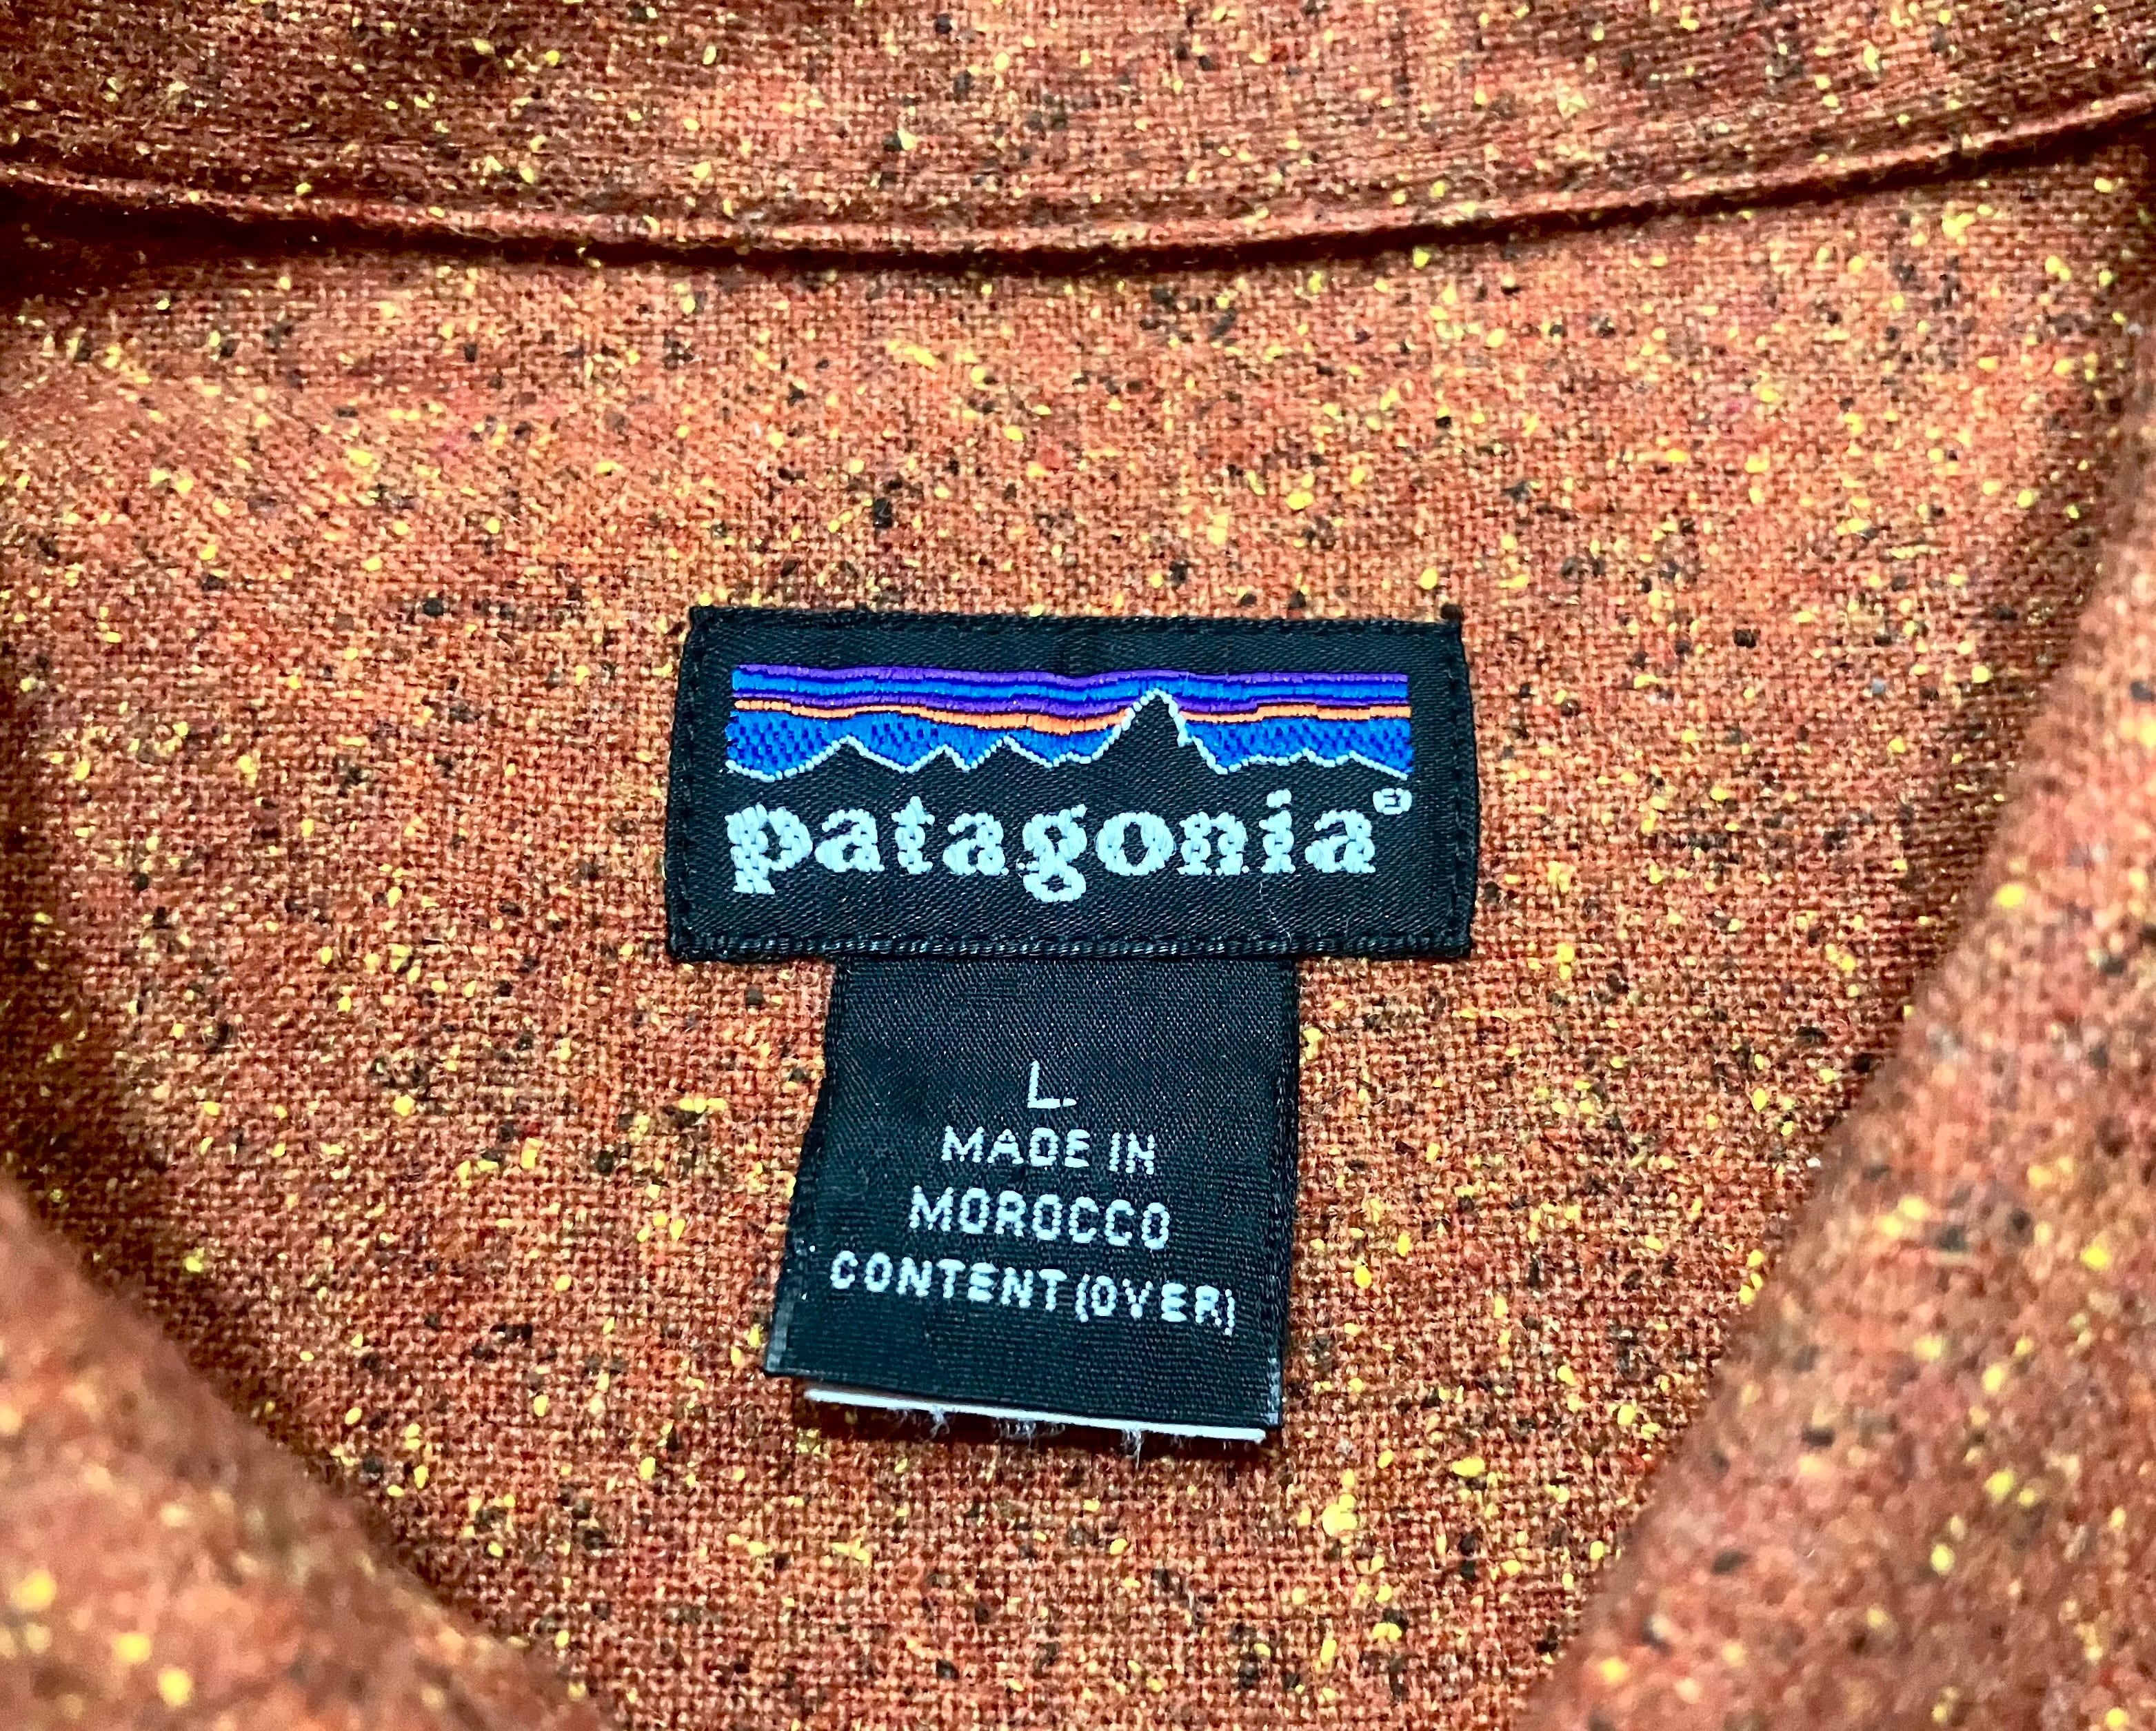 patagonia®
L
MADE IN
MOROCCO
CONTENT (OVER)